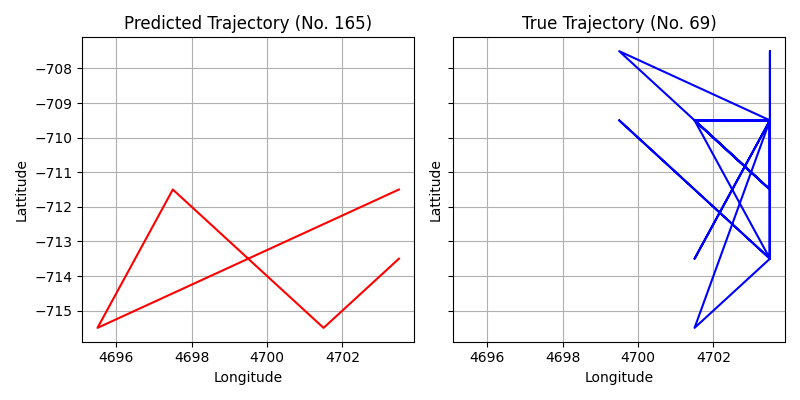 Predicted Trajectory (No. 165)
True Trajectory (No. 69)
Lattitude
−708
−709
−710
−711
−712
−713
−714
−715
4696
4698
4700
4702
Longitude
Lattitude
4696
4698
4700
4702
Longitude